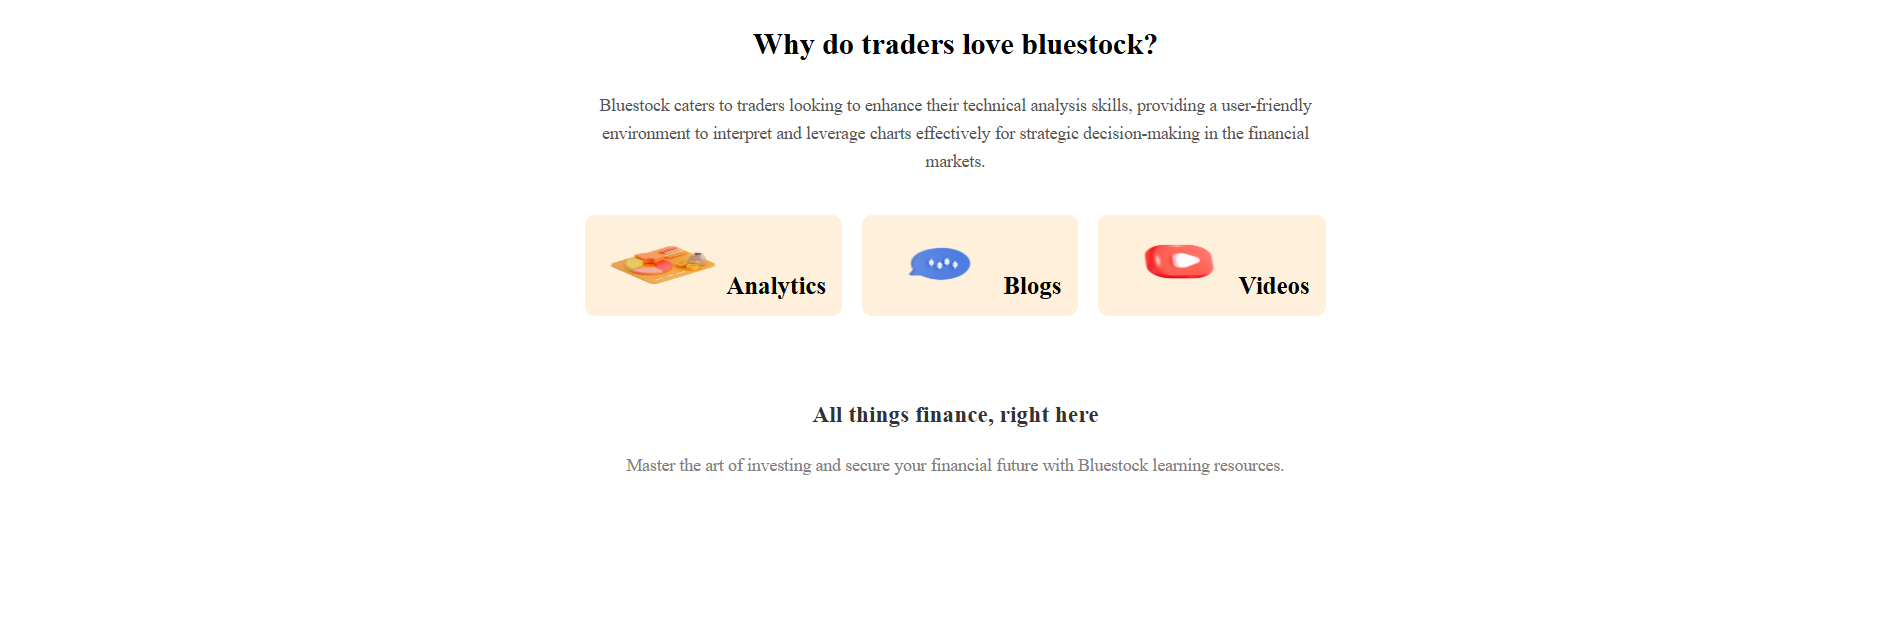 Why do traders love bluestock?
Bluestock caters to traders looking to enhance their technical analysis skills, providing a user-friendly
environment to interpret and leverage charts effectively for strategic decision-making in the financial
markets.
Analytics
Blogs
Videos
All things finance, right here
Master the art of investing and secure your financial future with Bluestock learning resources.